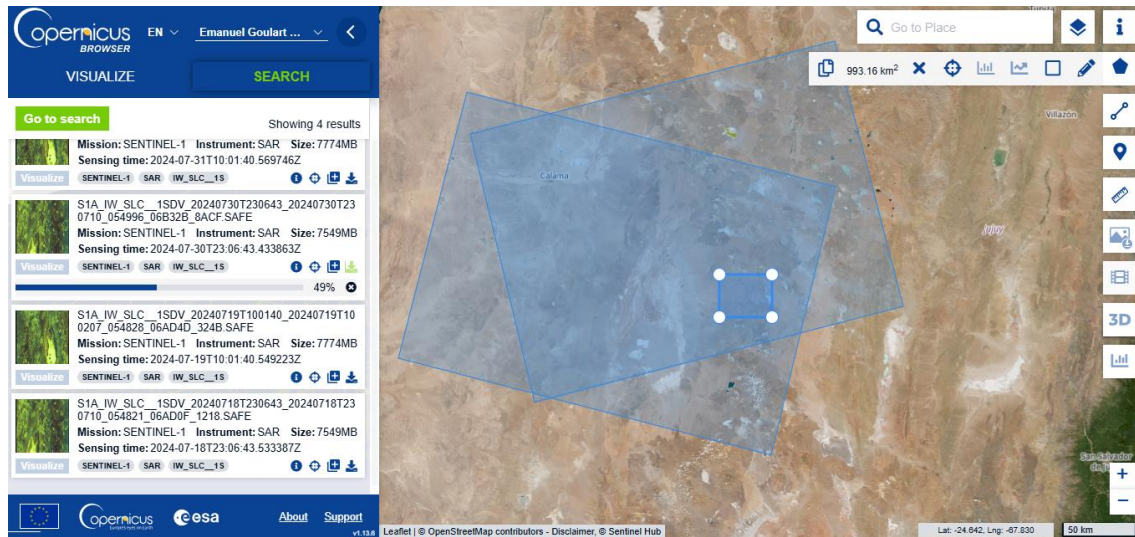 Copernicus
BROWSER
EN
Emanuel Goulart ...
VISUALIZE
SEARCH
Go to search
Showing 4 results
Mission: SENTINEL-1 Instrument: SAR Size: 7774MB
Sensing time: 2024-07-31T10:01:40.569746Z
Visualize SENTINEL-1 SAR IW_SLC__1S
S1A_IW_SLC__1SDV_20240730T230643_20240730T23
0710_054996_06B32B_8ACF.SAFE
Mission: SENTINEL-1 Instrument: SAR Size: 7549MB
Sensing time: 2024-07-30T23:06:43.433863Z
Visualize SENTINEL-1 SAR IW_SLC__1S
49%
S1A_IW_SLC__1SDV_20240719T100140_20240719T10
0207_054828_06AD4D_324B.SAFE
Mission: SENTINEL-1 Instrument: SAR Size: 7774MB
Sensing time: 2024-07-19T10:01:40.549223Z
Visualize SENTINEL-1 SAR IW_SLC__1S
S1A_IW_SLC__1SDV_20240718T230643_20240718T23
0710_054821_06AD0F_1218.SAFE
Mission: SENTINEL-1 Instrument: SAR Size: 7549MB
Sensing time: 2024-07-18T23:06:43.533387Z
Visualize SENTINEL-1 SAR IW_SLC__1S
Copernicus
esa
About Support
v1.13.6
Go to Place
993.16 km²
Villazón
Calama
Jujuy
San Salvador
3D
+
−
Leaflet | © OpenStreetMap contributors - Disclaimer, © Sentinel Hub
Lat: -24.642, Lng: -67.830
50 km